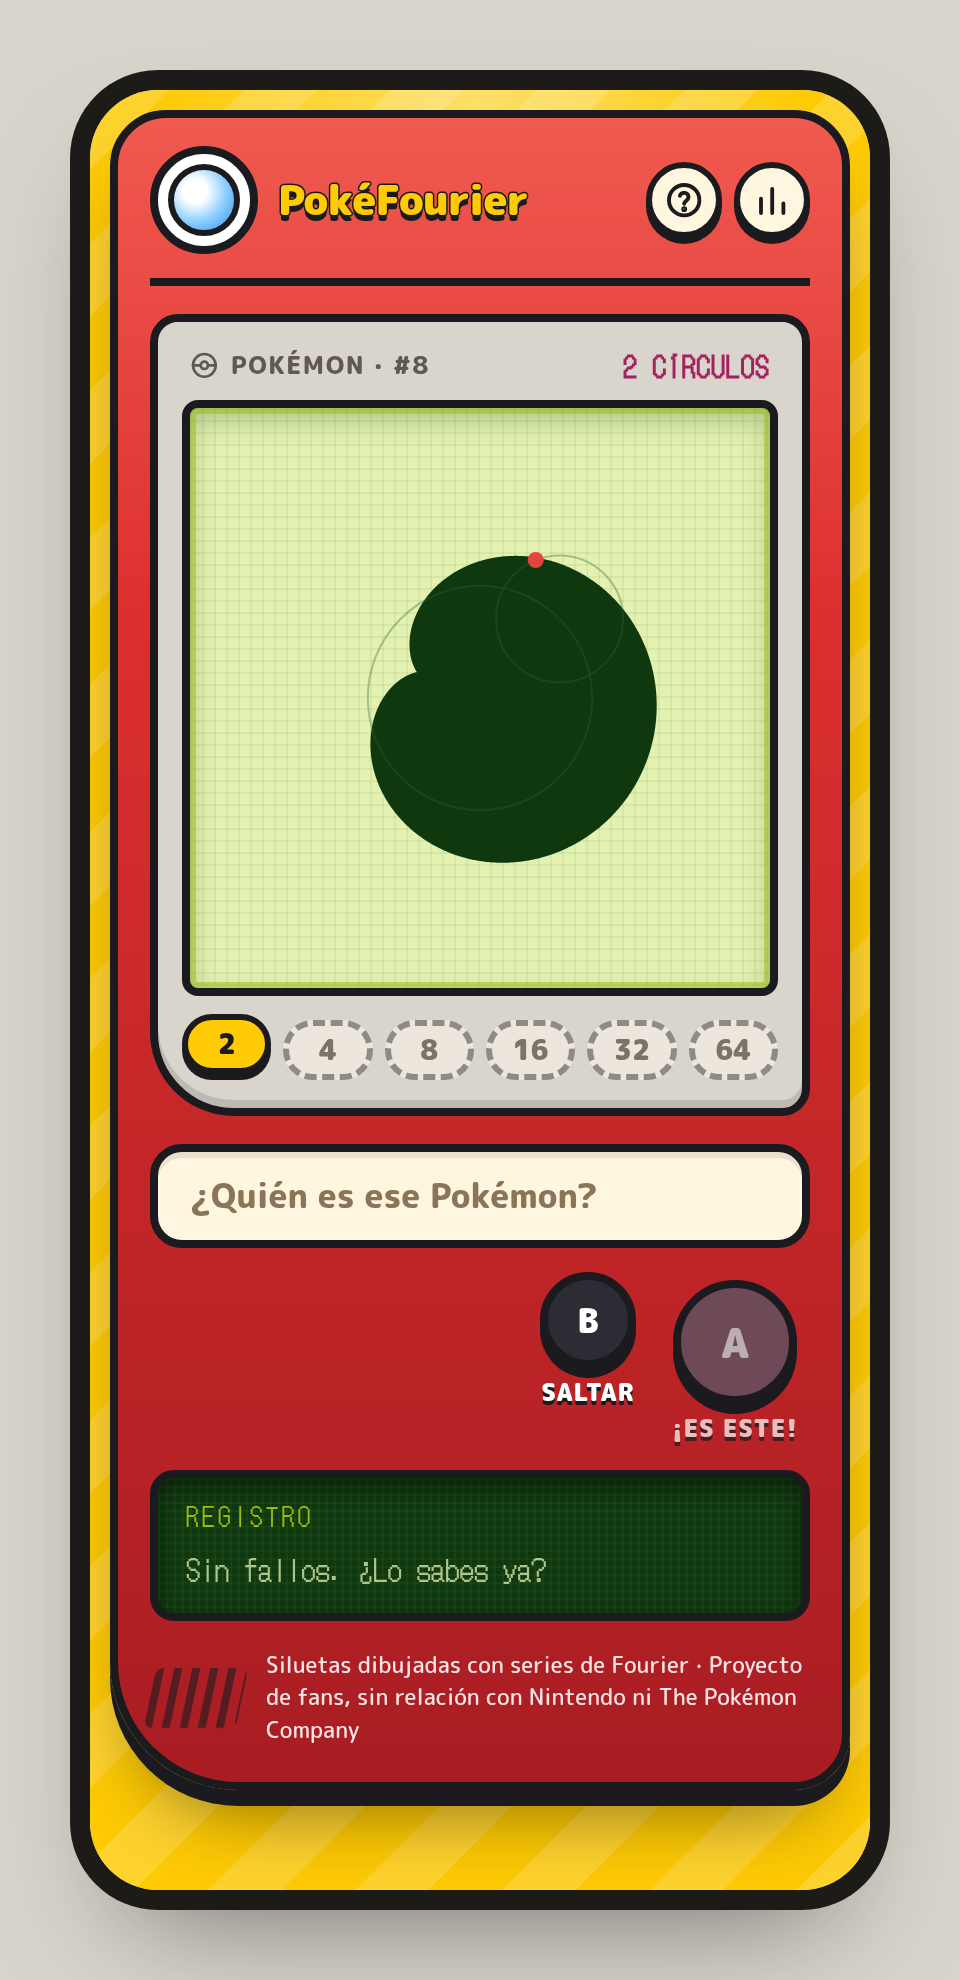 PokéFourier
POKÉMON · #8
2 CÍRCULOS
2 4 8 16 32 64
¿Quién es ese Pokémon?
B
A
SALTAR
¡ES ESTE!
REGISTRO
Sin fallos. ¿Lo sabes ya?
Siluetas dibujadas con series de Fourier · Proyecto
de fans, sin relación con Nintendo ni The Pokémon
Company